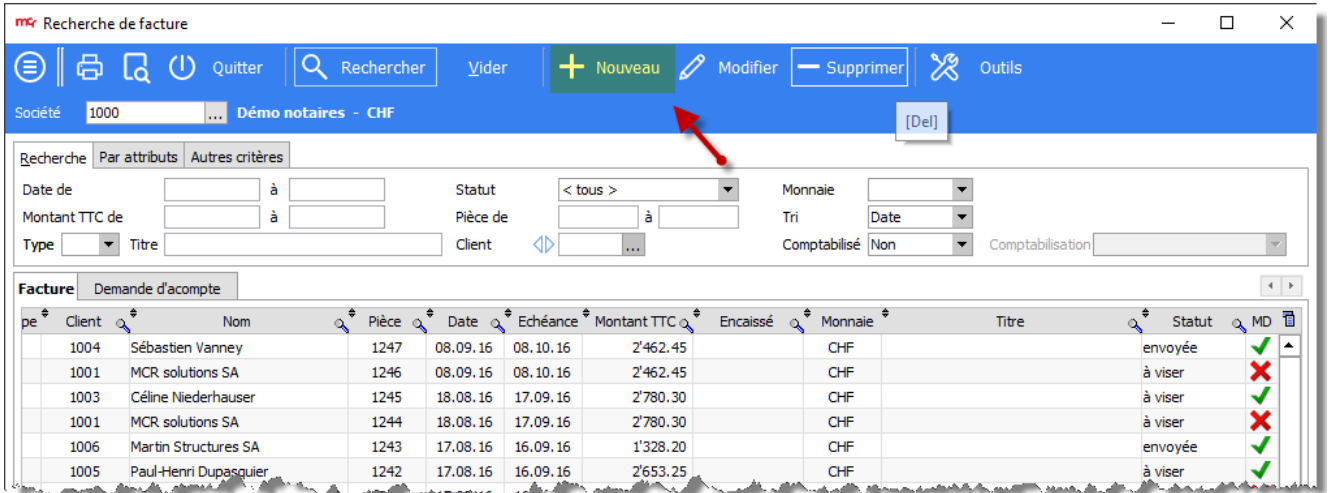 mcr Recherche de facture
Quitter Rechercher Vider Nouveau Modifier Supprimer Outils
Société 1000 ... Démo notaires - CHF
[Del]
Recherche Par attributs Autres critères
Date de à Statut < tous > Monnaie
Montant TTC de à Pièce de à Tri Date
Type Titre Client ... Comptabilisé Non Comptabilisation
Facture Demande d'acompte
pe Client Nom Pièce Date Echéance Montant TTC Encaissé Monnaie Titre Statut MD
1004 Sébastien Vanney 1247 08.09.16 08.10.16 2'462.45 CHF envoyée
1001 MCR solutions SA 1246 08.09.16 08.10.16 2'462.45 CHF à viser
1003 Céline Niederhauser 1245 18.08.16 17.09.16 2'780.30 CHF à viser
1001 MCR solutions SA 1244 18.08.16 17.09.16 2'780.30 CHF à viser
1006 Martin Structures SA 1243 17.08.16 16.09.16 1'328.20 CHF envoyée
1005 Paul-Henri Dupasquier 1242 17.08.16 16.09.16 2'653.25 CHF à viser